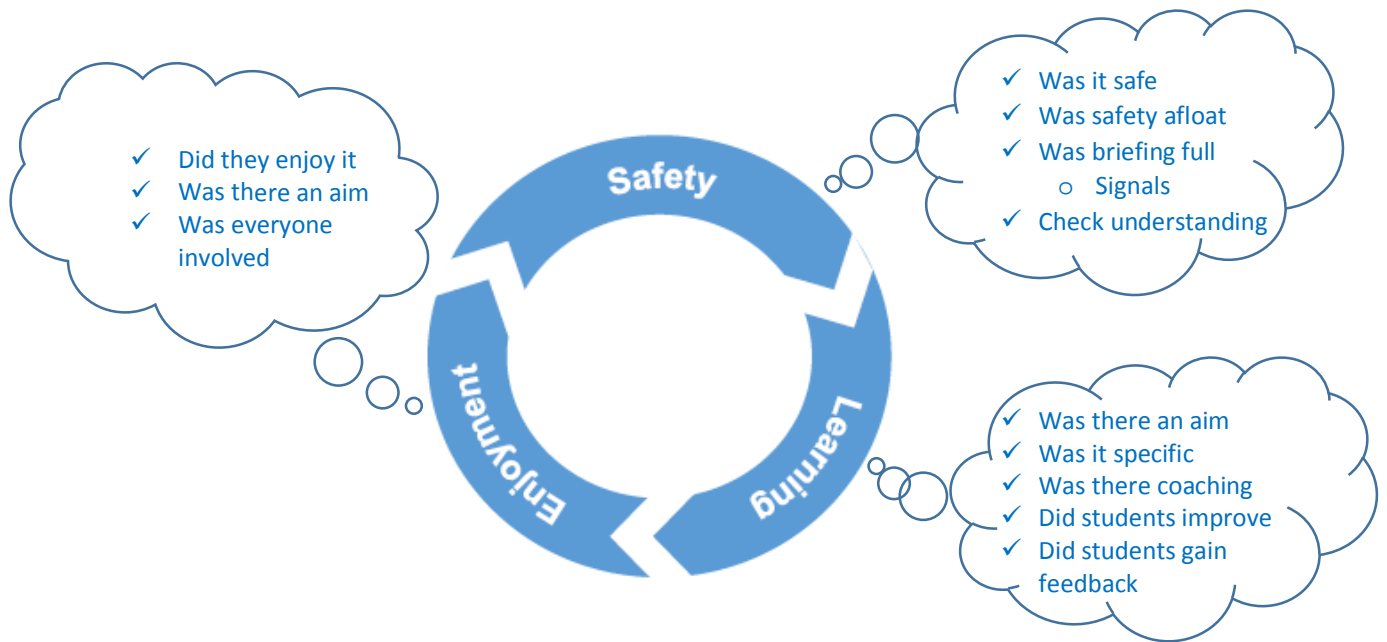 Did they enjoy it
Was there an aim
Was everyone
involved
Safety
Was it safe
Was safety afloat
Was briefing full
Signals
Check understanding
Enjoyment
Learning
Was there an aim
Was it specific
Was there coaching
Did students improve
Did students gain
feedback